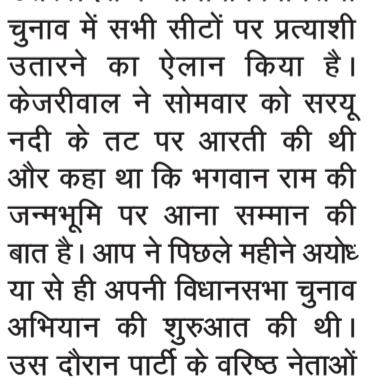 चुनाव में सभी सीटों पर प्रत्याशी
उतारने का ऐलान किया है।
केजरीवाल ने सोमवार को सरयू
नदी के तट पर आरती की थी
और कहा था कि भगवान राम की
जन्मभूमि पर आना सम्मान की
बात है। आप ने पिछले महीने अयोध्
या से ही अपनी विधानसभा चुनाव
अभियान की शुरुआत की थी।
उस दौरान पार्टी के वरिष्ठ नेताओं